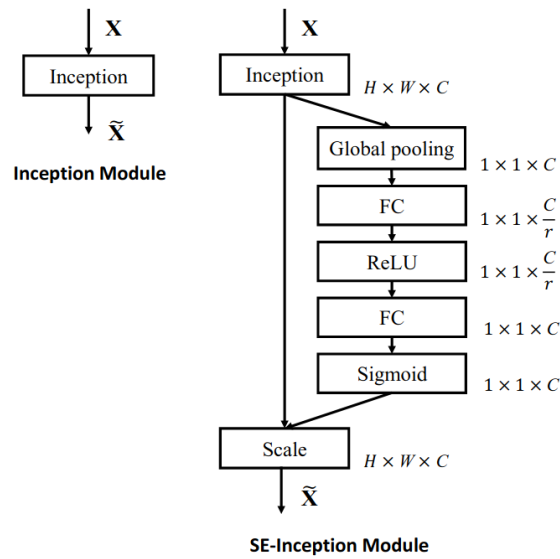 X
Inception
X̃
Inception Module
X
Inception
H × W × C
Global pooling
1 × 1 × C
FC
1 × 1 × C/r
ReLU
1 × 1 × C/r
FC
1 × 1 × C
Sigmoid
1 × 1 × C
Scale
H × W × C
X̃
SE-Inception Module